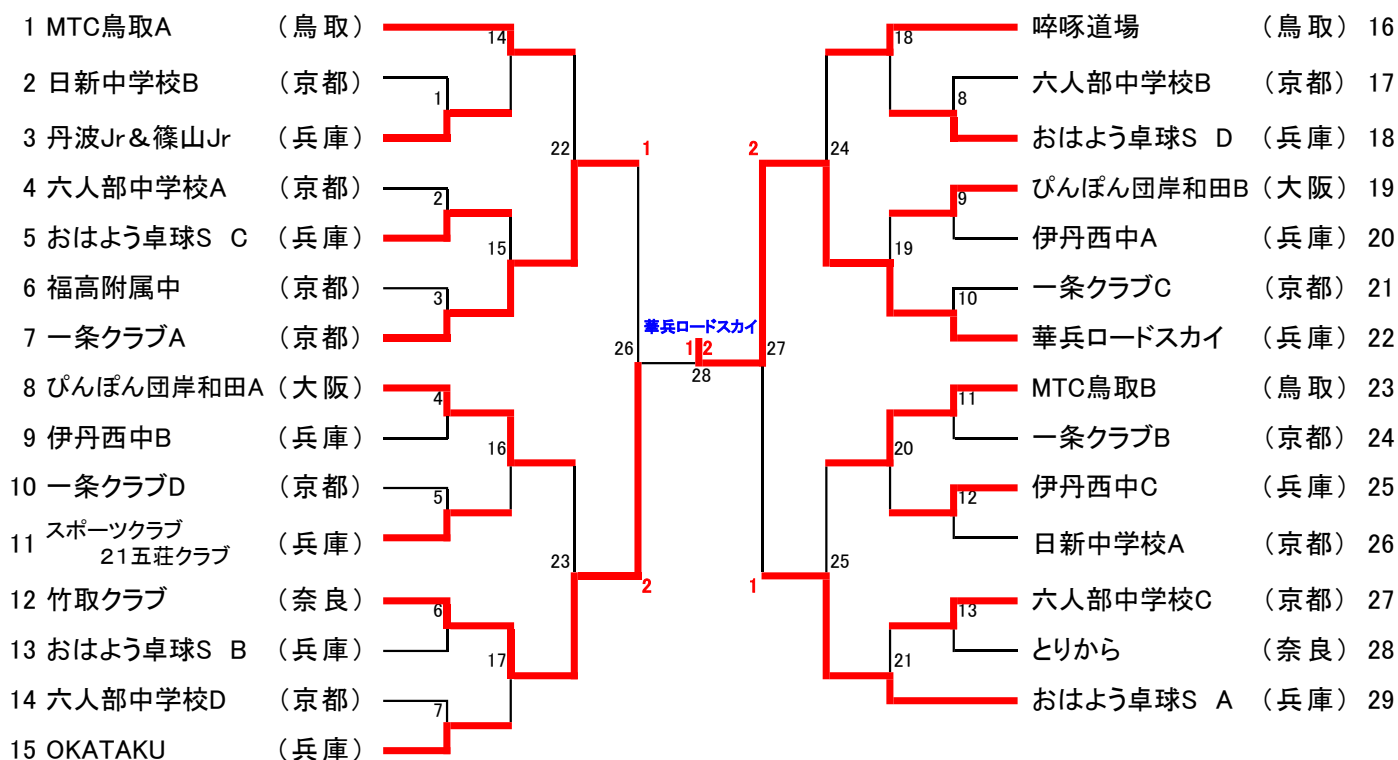 1 MTC鳥取A (鳥取)
2 日新中学校B (京都)
3 丹波Jr&篠山Jr (兵庫)
4 六人部中学校A (京都)
5 おはよう卓球S C (兵庫)
6 福高附属中 (京都)
7 一条クラブA (京都)
8 ぴんぽん団岸和田A (大阪)
9 伊丹西中B (兵庫)
10 一条クラブD (京都)
11 スポーツクラブ
21五荘クラブ (兵庫)
12 竹取クラブ (奈良)
13 おはよう卓球S B (兵庫)
14 六人部中学校D (京都)
15 OKATAKU (兵庫)
1
2
3
4
5
6
7
14
15
16
17
22
23
1
2
26
華兵ロードスカイ
1 2
28
27
2
1
24
25
18
19
20
21
8
9
10
11
12
13
啐啄道場 (鳥取) 16
六人部中学校B (京都) 17
おはよう卓球S D (兵庫) 18
ぴんぽん団岸和田B (大阪) 19
伊丹西中A (兵庫) 20
一条クラブC (京都) 21
華兵ロードスカイ (兵庫) 22
MTC鳥取B (鳥取) 23
一条クラブB (京都) 24
伊丹西中C (兵庫) 25
日新中学校A (京都) 26
六人部中学校C (京都) 27
とりから (奈良) 28
おはよう卓球S A (兵庫) 29